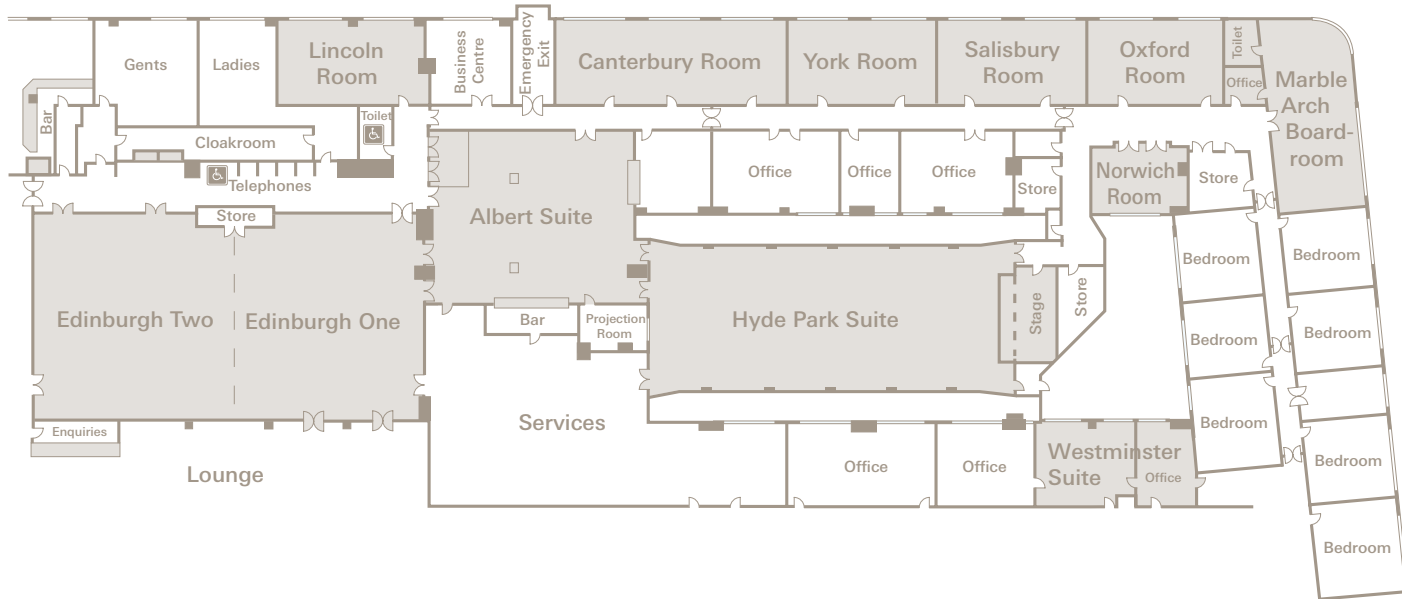 Gents
Ladies
Lincoln
Room
Business
Centre
Emergency
Exit
Canterbury Room
York Room
Salisbury
Room
Oxford
Room
Toilet
Office
Marble
Arch
Board-
room
Bar
Cloakroom
Toilet
Telephones
Store
Albert Suite
Office
Office
Office
Store
Norwich
Room
Store
Edinburgh Two
Edinburgh One
Bar
Projection
Room
Hyde Park Suite
Stage
Store
Bedroom
Bedroom
Bedroom
Bedroom
Bedroom
Bedroom
Bedroom
Enquiries
Lounge
Services
Office
Office
Westminster
Suite
Office